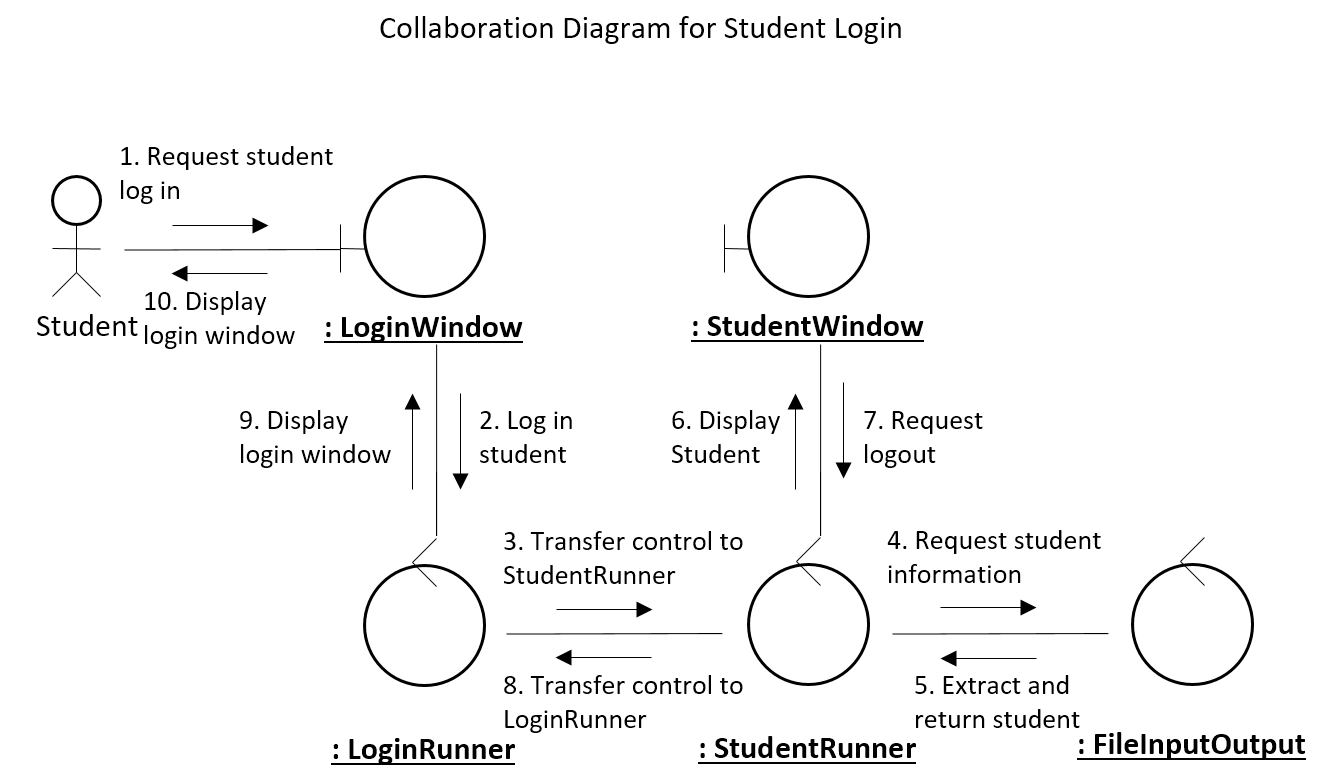 Collaboration Diagram for Student Login
1. Request student
log in
10. Display
login window
Student
: LoginWindow
: StudentWindow
9. Display
login window
2. Log in
student
6. Display
Student
7. Request
logout
3. Transfer control to
StudentRunner
4. Request student
information
8. Transfer control to
LoginRunner
5. Extract and
return student
: LoginRunner
: StudentRunner
: FileInputOutput